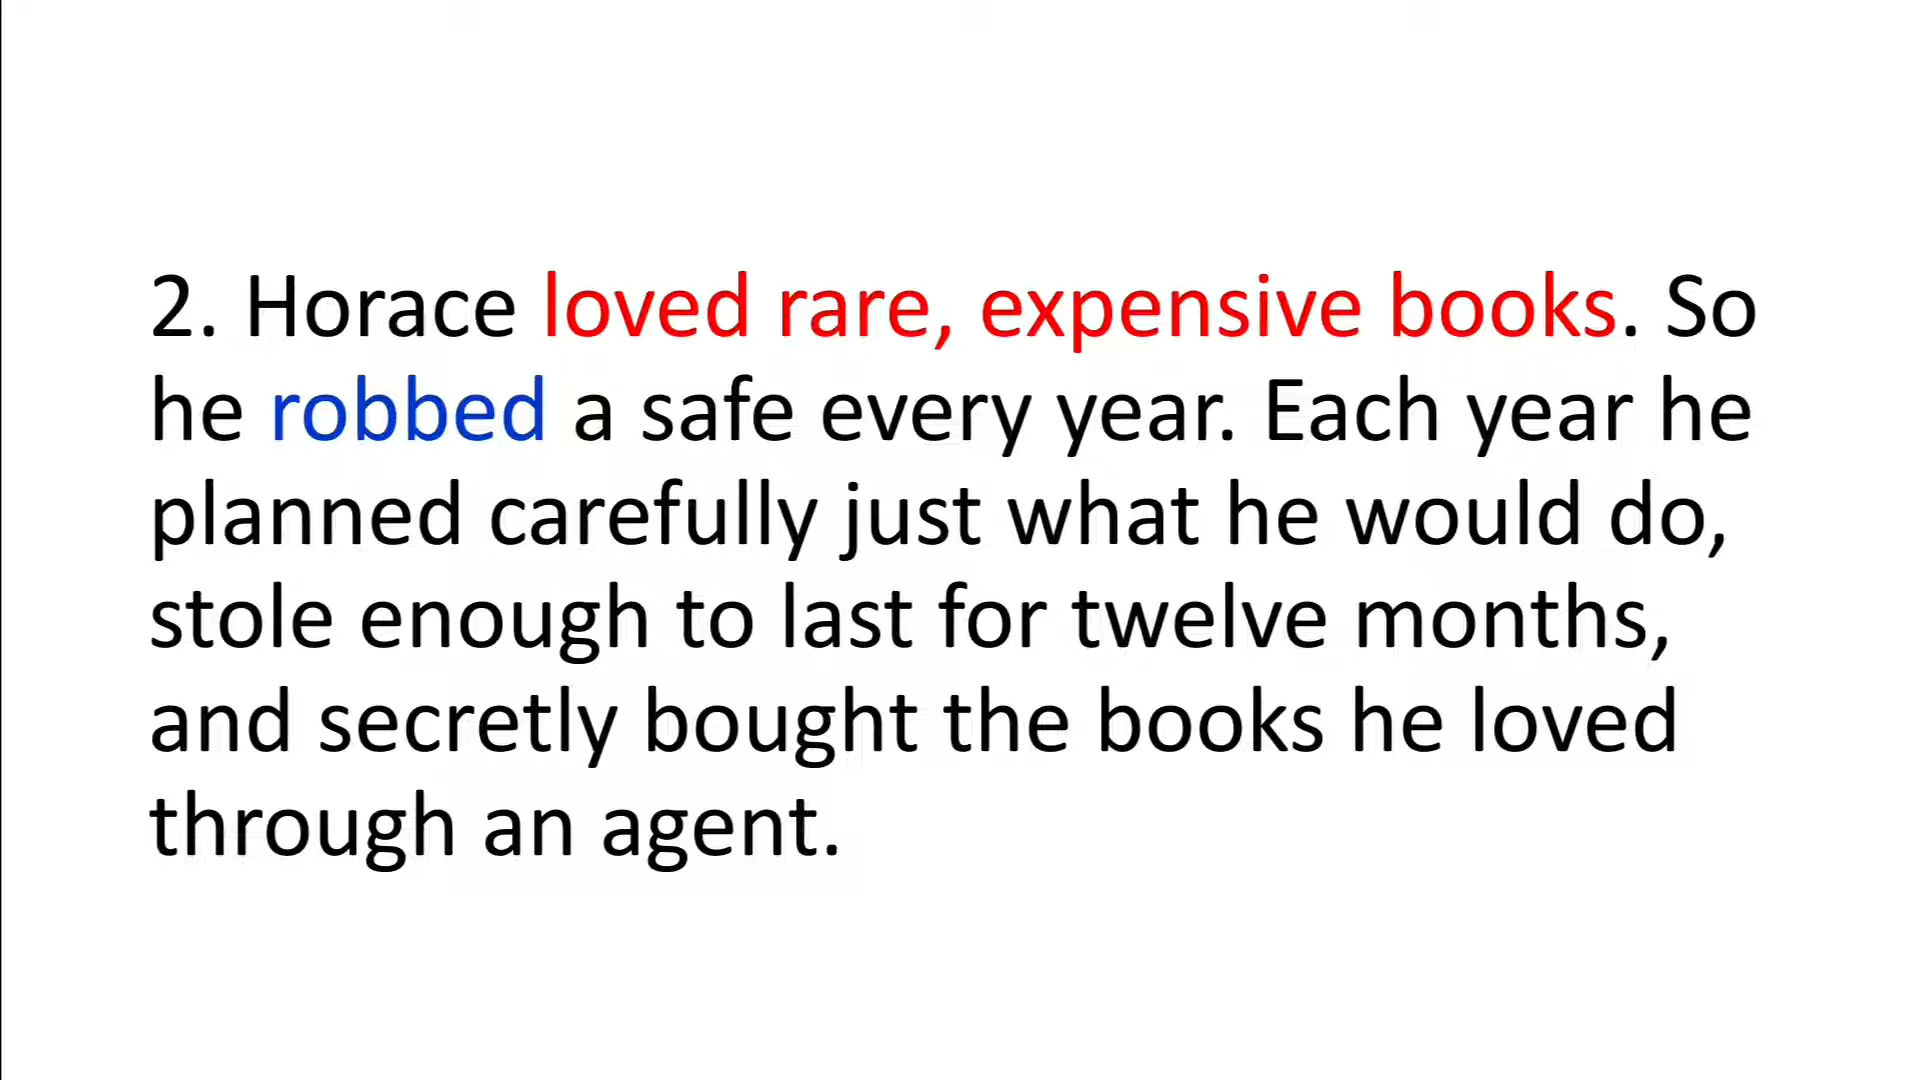 2. Horace loved rare, expensive books. So
he robbed a safe every year. Each year he
planned carefully just what he would do,
stole enough to last for twelve months,
and secretly bought the books he loved
through an agent.